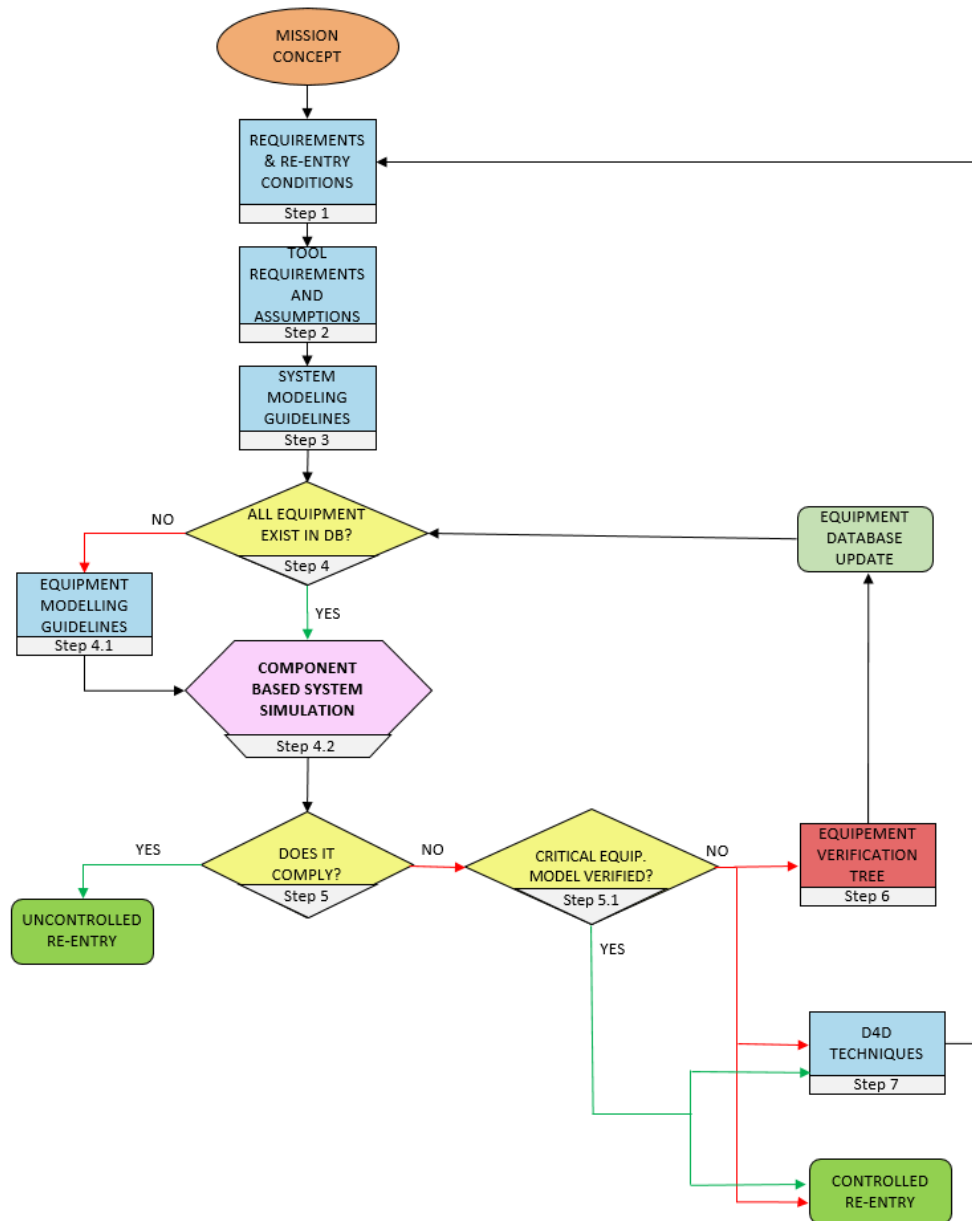 MISSION
CONCEPT
REQUIREMENTS
& RE-ENTRY
CONDITIONS
Step 1
TOOL
REQUIREMENTS
AND
ASSUMPTIONS
Step 2
SYSTEM
MODELING
GUIDELINES
Step 3
ALL EQUIPMENT
EXIST IN DB?
Step 4
NO
YES
EQUIPMENT
DATABASE
UPDATE
EQUIPMENT
MODELLING
GUIDELINES
Step 4.1
COMPONENT
BASED SYSTEM
SIMULATION
Step 4.2
DOES IT
COMPLY?
Step 5
YES
NO
UNCONTROLLED
RE-ENTRY
CRITICAL EQUIP.
MODEL VERIFIED?
Step 5.1
NO
YES
EQUIPEMENT
VERIFICATION
TREE
Step 6
D4D
TECHNIQUES
Step 7
CONTROLLED
RE-ENTRY